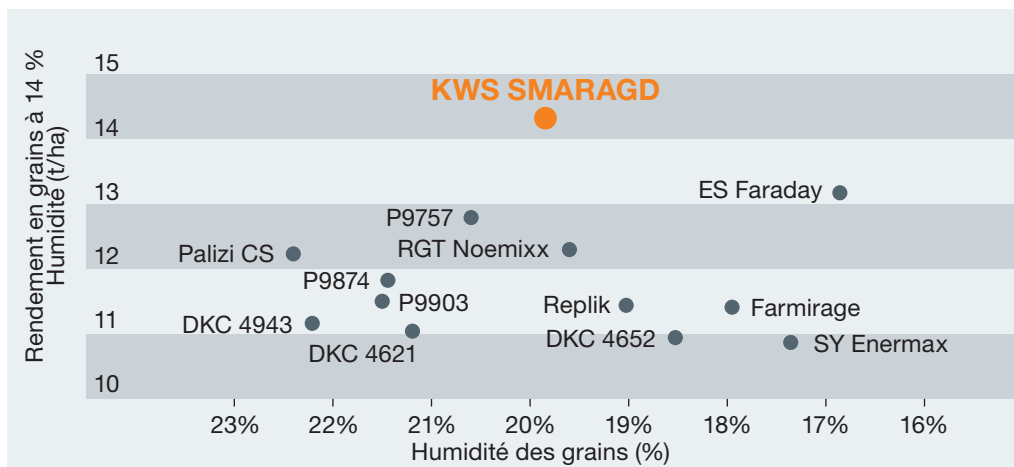 Rendement en grains à 14 %
Humidité (t/ha)
15
14
13
12
11
10
KWS SMARAGD
ES Faraday
P9757
RGT Noemixx
Palizi CS
P9874
P9903
Replik
Farmirage
DKC 4943
DKC 4621
DKC 4652
SY Enermax
23%
22%
21%
20%
19%
18%
17%
16%
Humidité des grains (%)